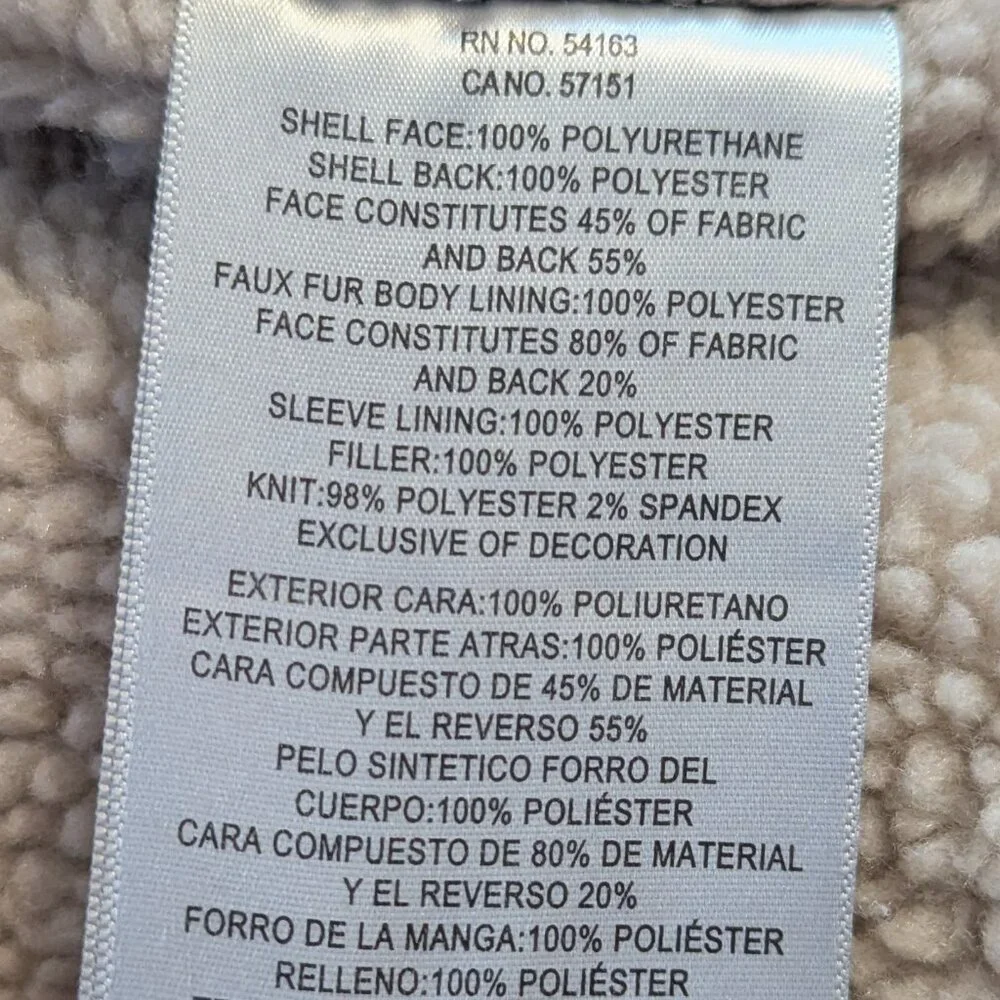 RN NO. 54163
CA NO. 57151
SHELL FACE:100% POLYURETHANE
SHELL BACK:100% POLYESTER
FACE CONSTITUTES 45% OF FABRIC
AND BACK 55%
FAUX FUR BODY LINING:100% POLYESTER
FACE CONSTITUTES 80% OF FABRIC
AND BACK 20%
SLEEVE LINING:100% POLYESTER
FILLER:100% POLYESTER
KNIT:98% POLYESTER 2% SPANDEX
EXCLUSIVE OF DECORATION
EXTERIOR CARA:100% POLIURETANO
EXTERIOR PARTE ATRAS:100% POLIÉSTER
CARA COMPUESTO DE 45% DE MATERIAL
Y EL REVERSO 55%
PELO SINTETICO FORRO DEL
CUERPO:100% POLIÉSTER
CARA COMPUESTO DE 80% DE MATERIAL
Y EL REVERSO 20%
FORRO DE LA MANGA:100% POLIÉSTER
RELLENO:100% POLIÉSTER